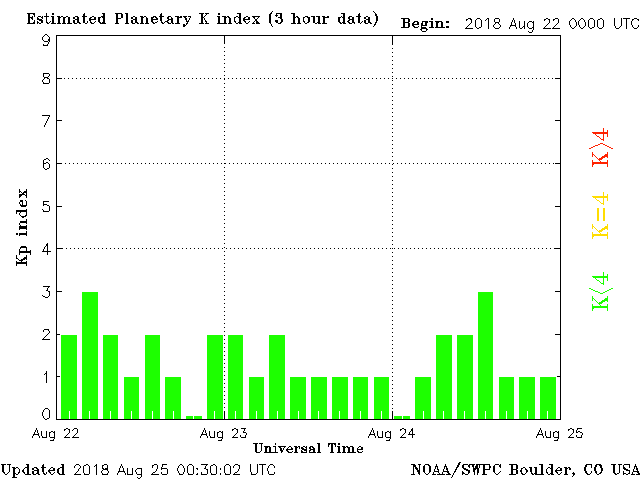 Estimated Planetary K index (3 hour data) Begin: 2018 Aug 22 0000 UTC
9
8
7
6
5
4
3
2
1
0
Kp index
K>4
K=4
K<4
Aug 22 Aug 23 Aug 24 Aug 25
Universal Time
Updated 2018 Aug 25 00:30:02 UTC NOAA/SWPC Boulder, CO USA